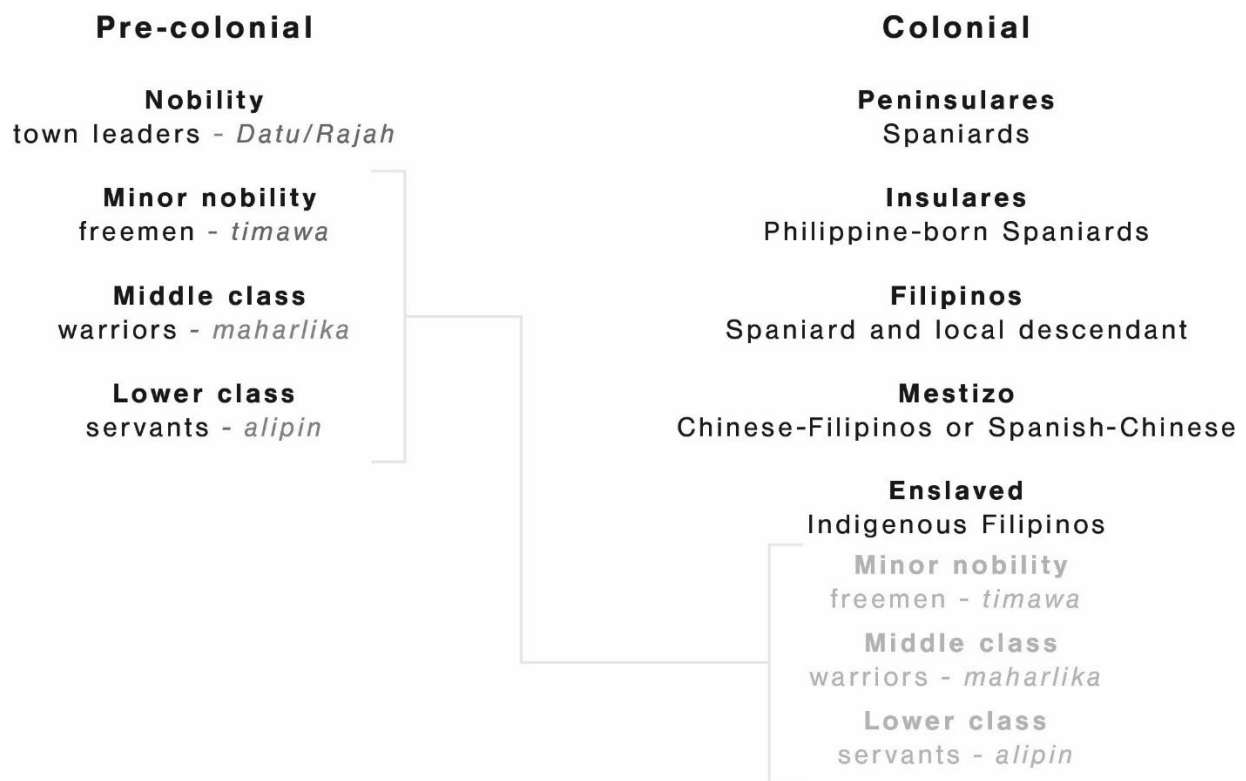 Pre-colonial
Nobility
town leaders - Datu/Rajah
Minor nobility
freemen - timawa
Middle class
warriors - maharlika
Lower class
servants - alipin
Colonial
Peninsulares
Spaniards
Insulares
Philippine-born Spaniards
Filipinos
Spaniard and local descendant
Mestizo
Chinese-Filipinos or Spanish-Chinese
Enslaved
Indigenous Filipinos
Minor nobility
freemen - timawa
Middle class
warriors - maharlika
Lower class
servants - alipin